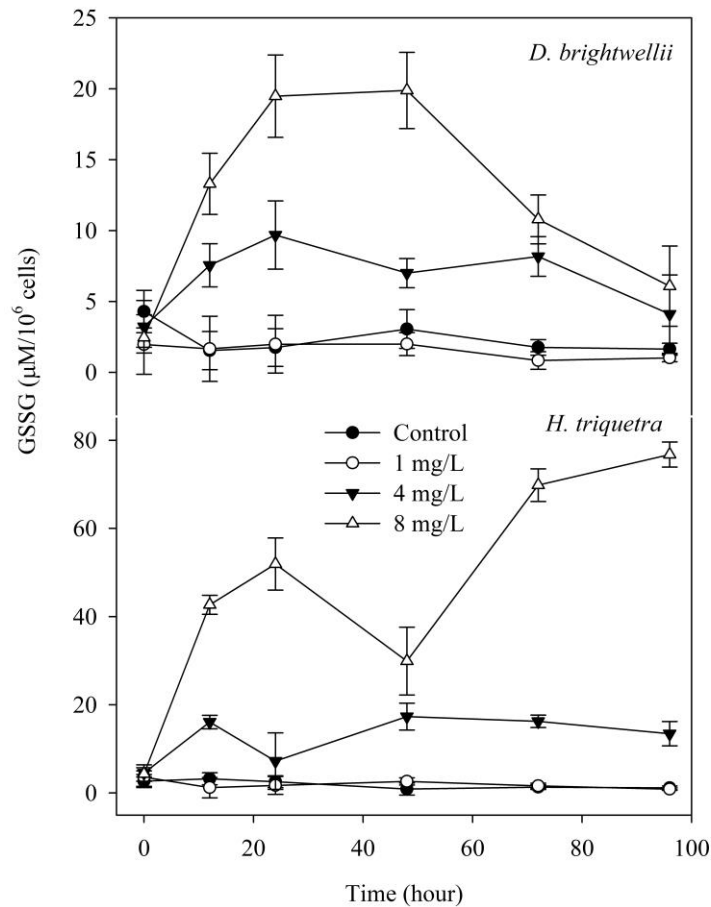 25
D. brightwellii
20
15
10
5
0
GSSG (μM/10⁶ cells)
H. triquetra
80
Control
1 mg/L
4 mg/L
8 mg/L
60
40
20
0
0 20 40 60 80 100
Time (hour)